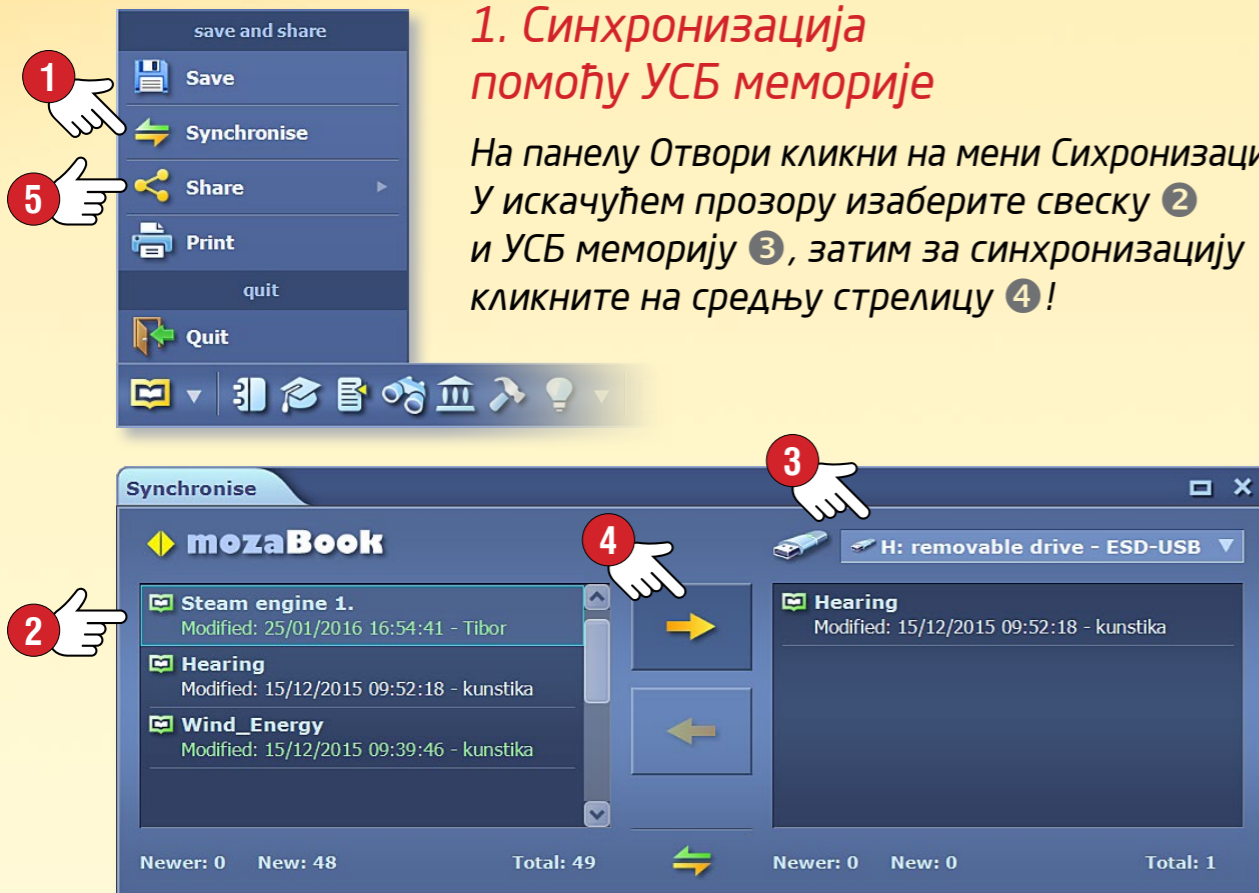 save and share
1
Save
Synchronise
5
Share
Print
quit
Quit
1. Синхронизација
помоћу УСБ меморије
На панелу Отвори кликни на мени Сихронизаци
У искачућем прозору изаберите свеску 2
и УСБ меморију 3, затим за синхронизацију
кликните на средњу стрелицу 4!
Synchronise
3
mozaBook
4
H: removable drive - ESD-USB
2
Steam engine 1.
Modified: 25/01/2016 16:54:41 - Tibor
Hearing
Modified: 15/12/2015 09:52:18 - kunstika
Wind_Energy
Modified: 15/12/2015 09:39:46 - kunstika
Hearing
Modified: 15/12/2015 09:52:18 - kunstika
Newer: 0 New: 48 Total: 49
Newer: 0 New: 0 Total: 1